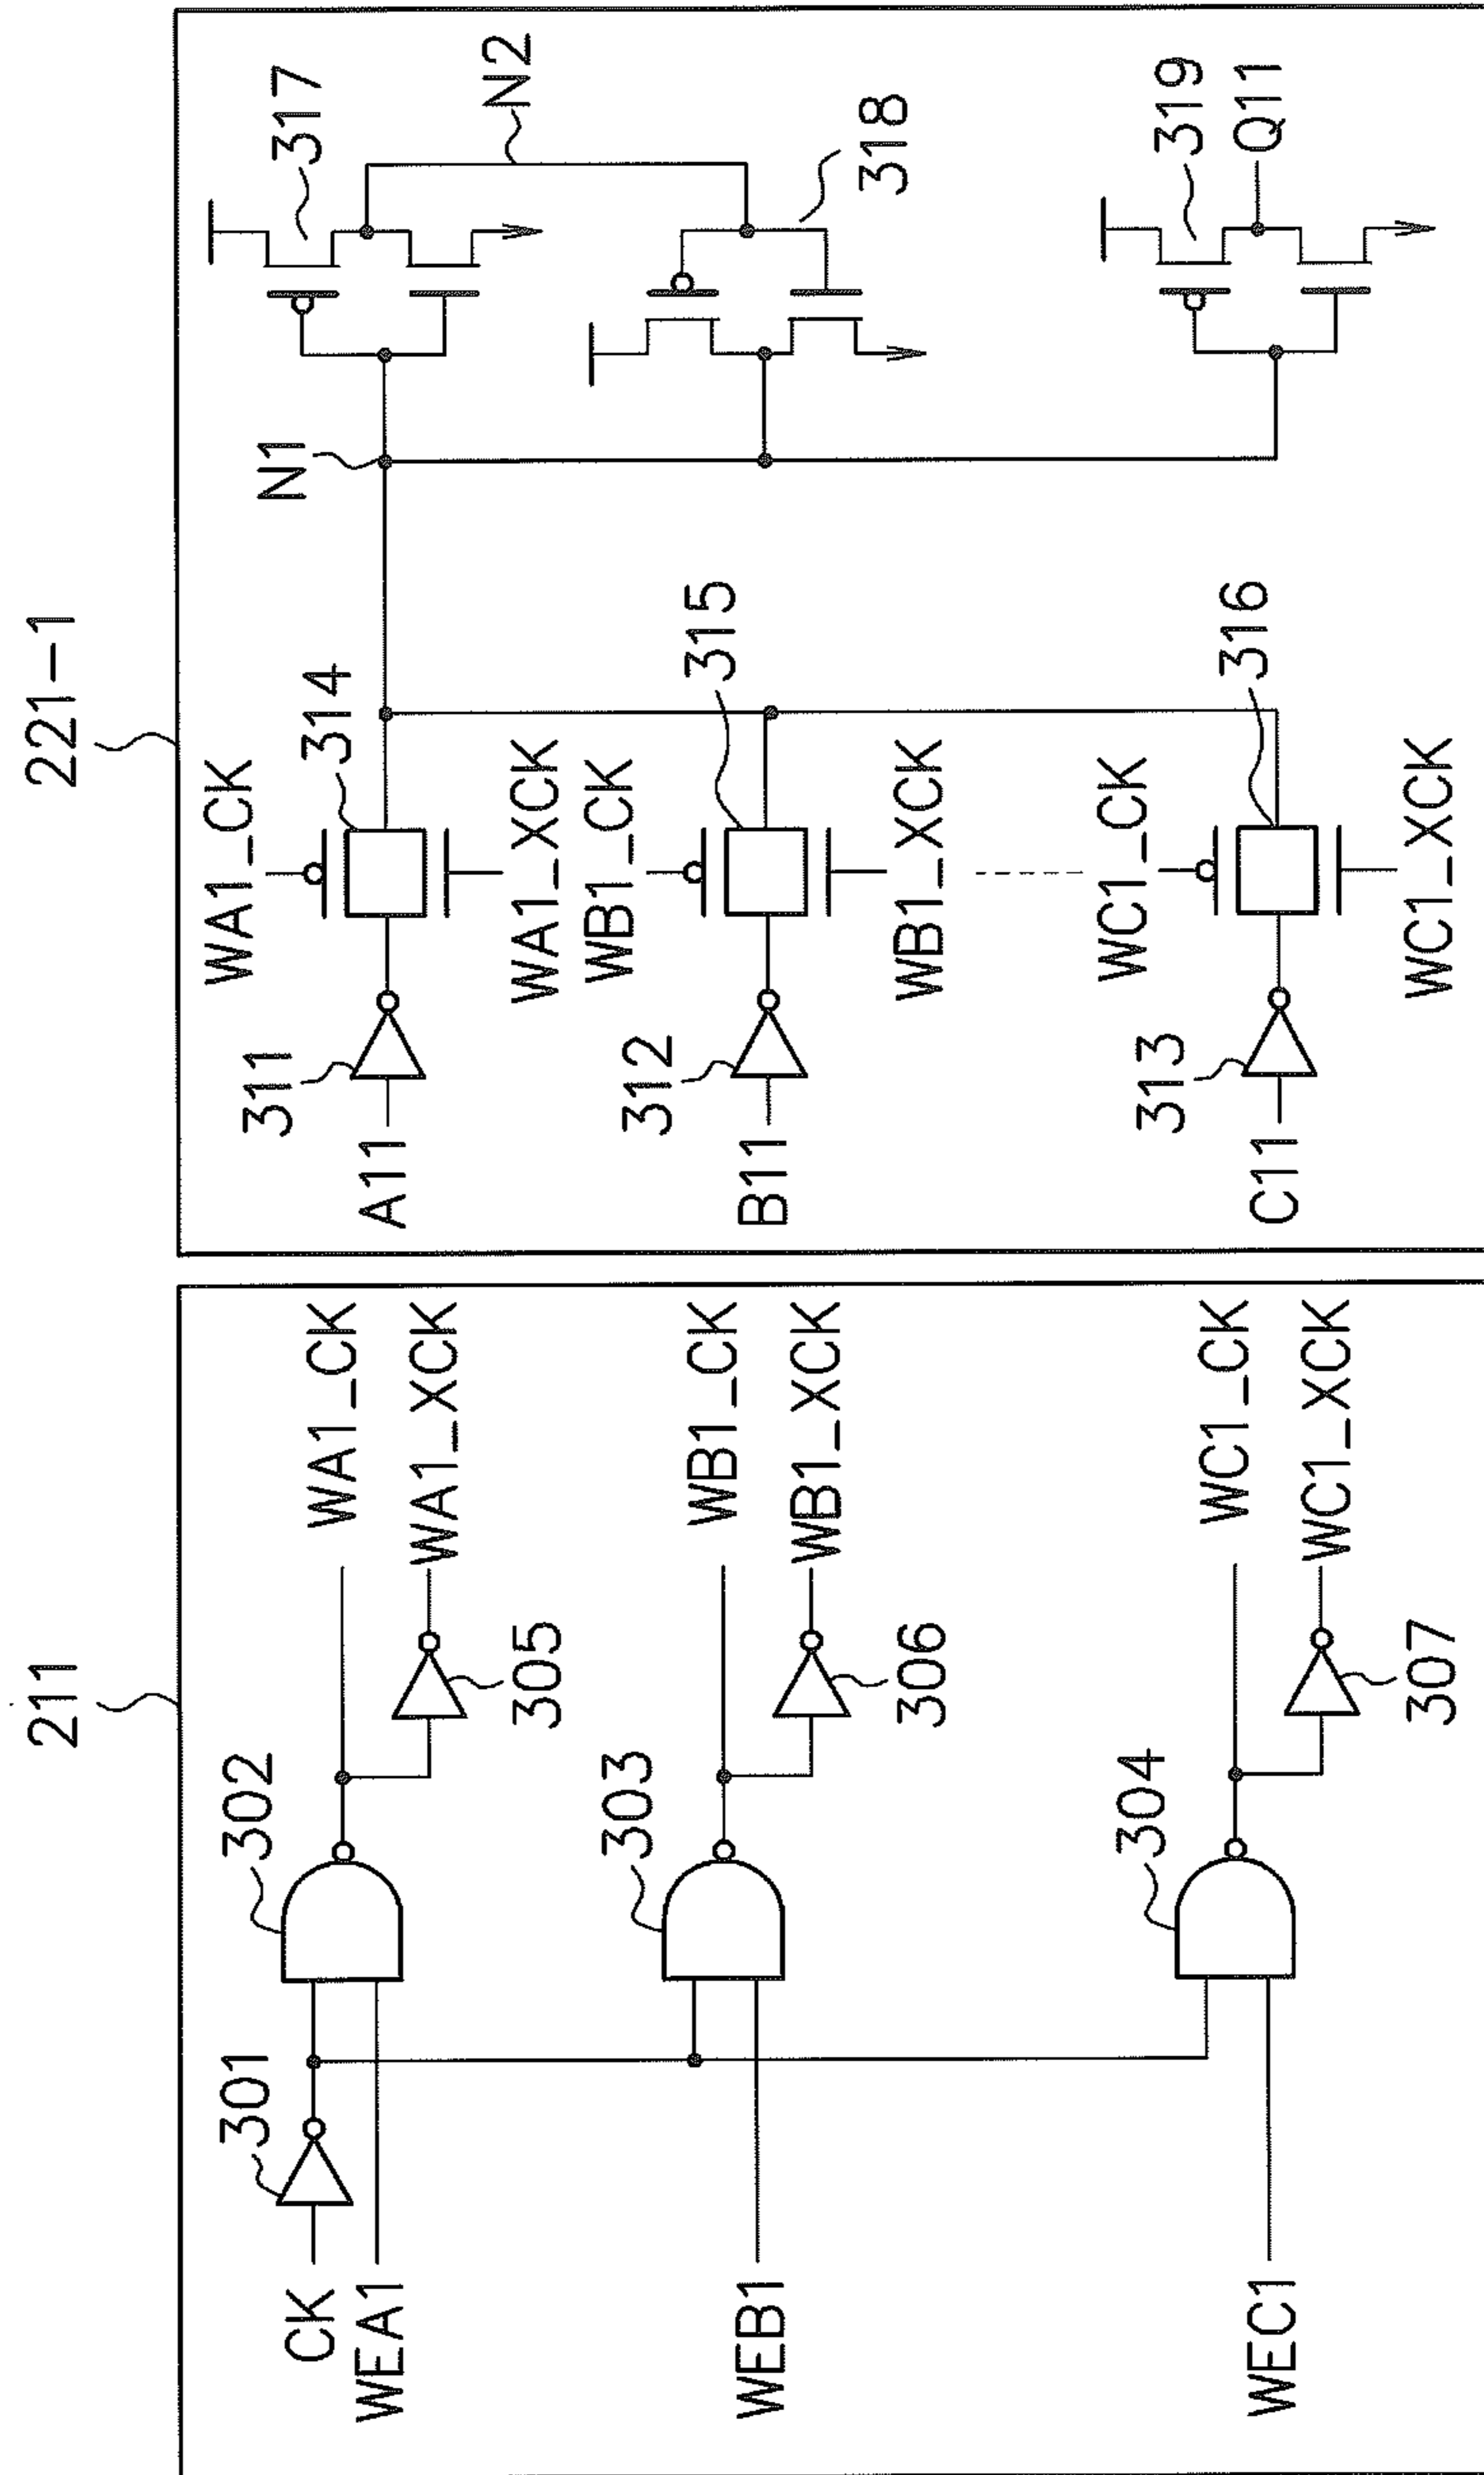 211
CK
WEA1
301
302
305
WA1_CK
WA1_XCK
WEB1
303
306
WB1_CK
WB1_XCK
WEC1
304
307
WC1_CK
WC1_XCK
221-1
A11
311
WA1_CK
314
WA1_XCK
B11
312
WB1_CK
315
WB1_XCK
C11
313
WC1_CK
316
WC1_XCK
N1
317
N2
318
319
Q11